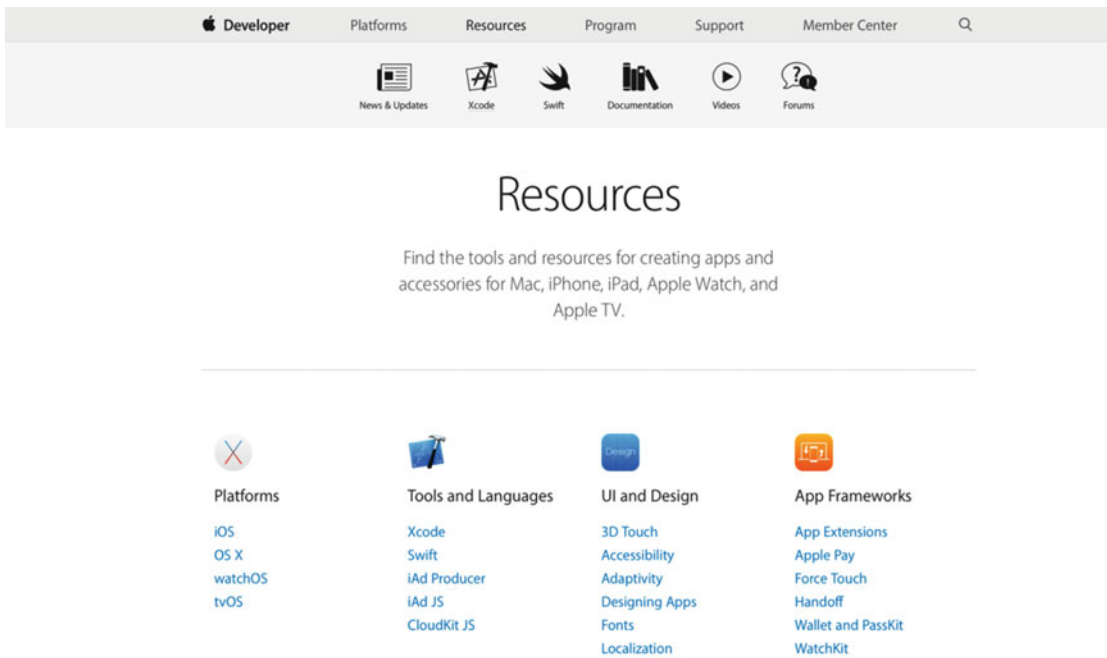 Developer Platforms Resources Program Support Member Center
News & Updates Xcode Swift Documentation Videos Forums
Resources
Find the tools and resources for creating apps and
accessories for Mac, iPhone, iPad, Apple Watch, and
Apple TV.
Design
Platforms
iOS
OS X
watchOS
tvOS
Tools and Languages
Xcode
Swift
iAd Producer
iAd JS
CloudKit JS
UI and Design
3D Touch
Accessibility
Adaptivity
Designing Apps
Fonts
Localization
App Frameworks
App Extensions
Apple Pay
Force Touch
Handoff
Wallet and PassKit
WatchKit